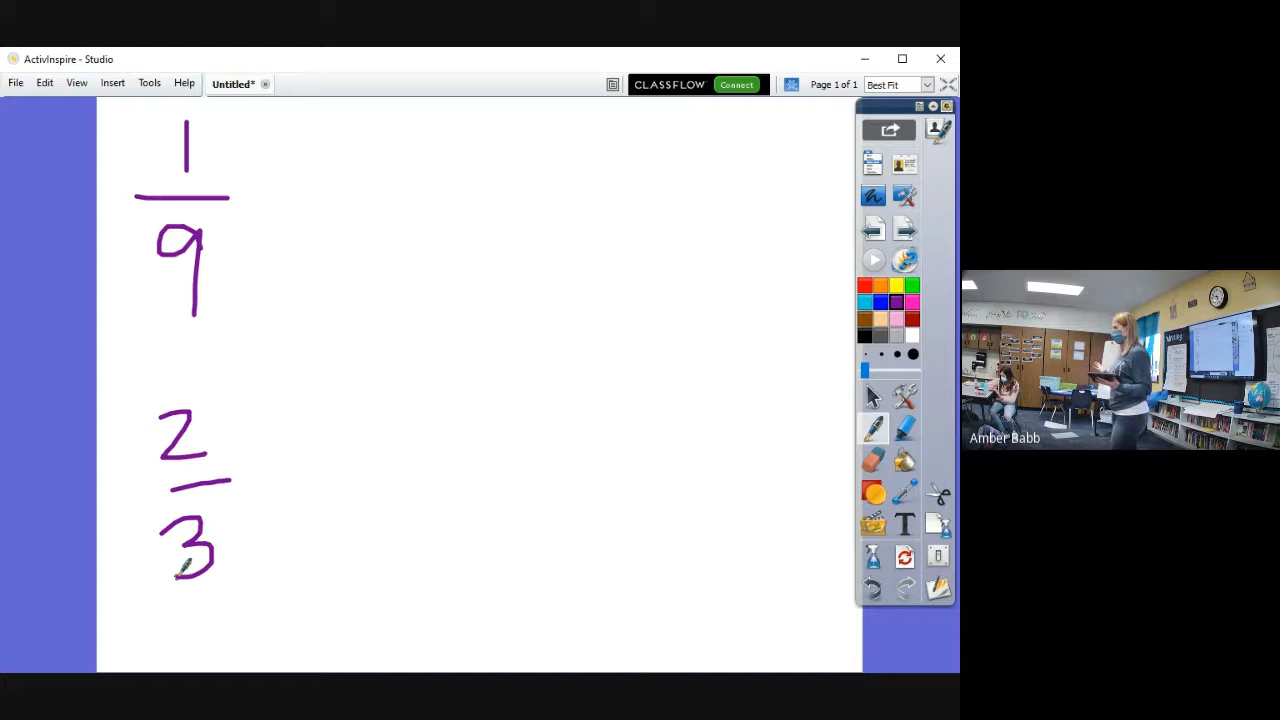 ActivInspire - Studio
File Edit View Insert Tools Help Untitled*
CLASSFLOW Connect Page 1 of 1 Best Fit
1
9
2
3
Writing
Amber Babb